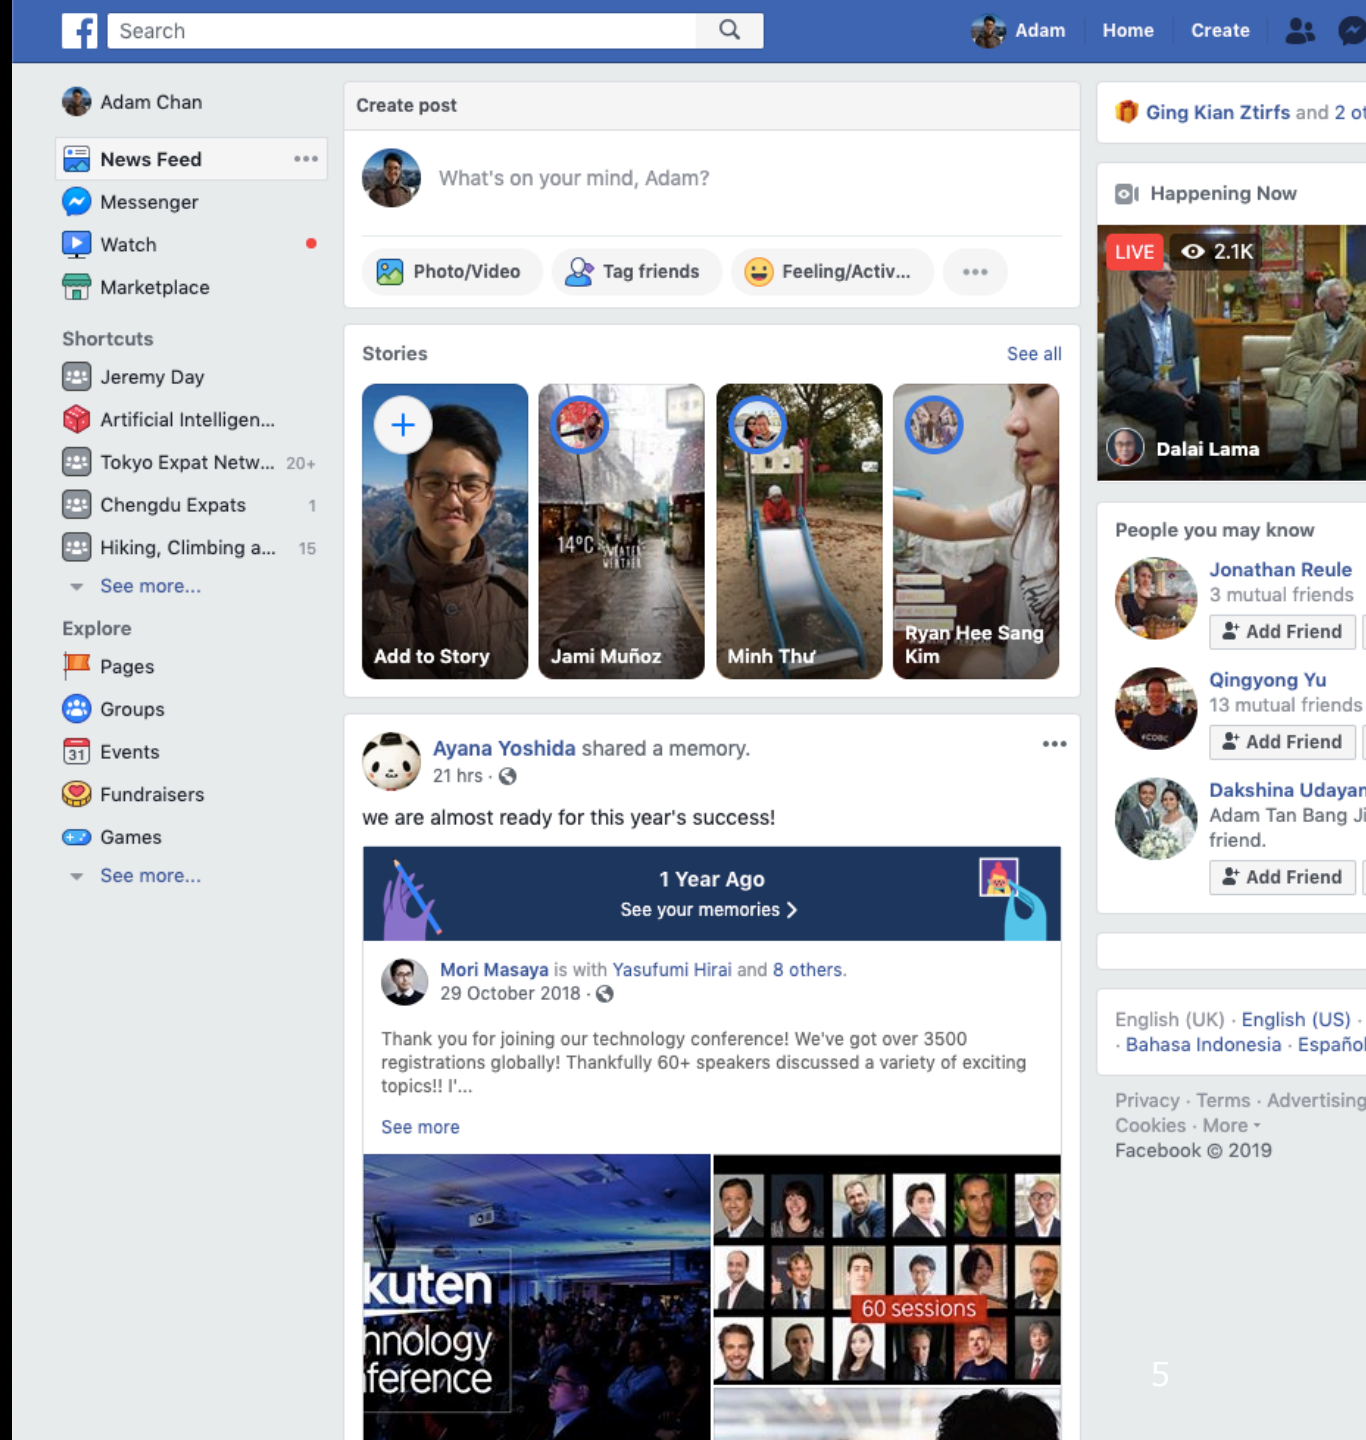 Search
Adam
Home
Create
Adam Chan
News Feed
Messenger
Watch
Marketplace
Shortcuts
Jeremy Day
Artificial Intelligen...
Tokyo Expat Netw... 20+
Chengdu Expats 1
Hiking, Climbing a... 15
See more...
Explore
Pages
Groups
31 Events
Fundraisers
Games
See more...
Create post
What's on your mind, Adam?
Photo/Video
Tag friends
Feeling/Activ...
Stories
See all
Add to Story
14°C SWEATER
WEATHER
Jami Muñoz
Minh Thư
Ryan Hee Sang
Kim
Ayana Yoshida shared a memory.
21 hrs ·
we are almost ready for this year's success!
1 Year Ago
See your memories
Mori Masaya is with Yasufumi Hirai and 8 others.
29 October 2018 ·
Thank you for joining our technology conference! We've got over 3500
registrations globally! Thankfully 60+ speakers discussed a variety of exciting
topics!! I'...
See more
kuten
hnology
ference
60 sessions
Ging Kian Ztirfs and 2 ot
Happening Now
LIVE 2.1K
Dalai Lama
People you may know
Jonathan Reule
3 mutual friends
Add Friend
Qingyong Yu
13 mutual friends
Add Friend
Dakshina Udayan
Adam Tan Bang Ji
friend.
Add Friend
English (UK) · English (US) ·
· Bahasa Indonesia · Español
Privacy · Terms · Advertising
Cookies · More
Facebook © 2019
5